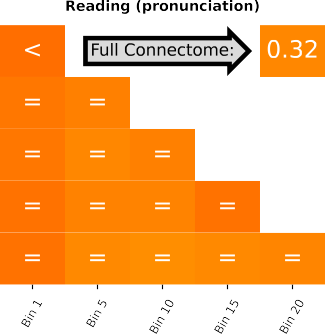 Reading (pronunciation)
< Full Connectome: 0.32
= =
= = =
= = = =
= = = = =
Bin 1 Bin 5 Bin 10 Bin 15 Bin 20